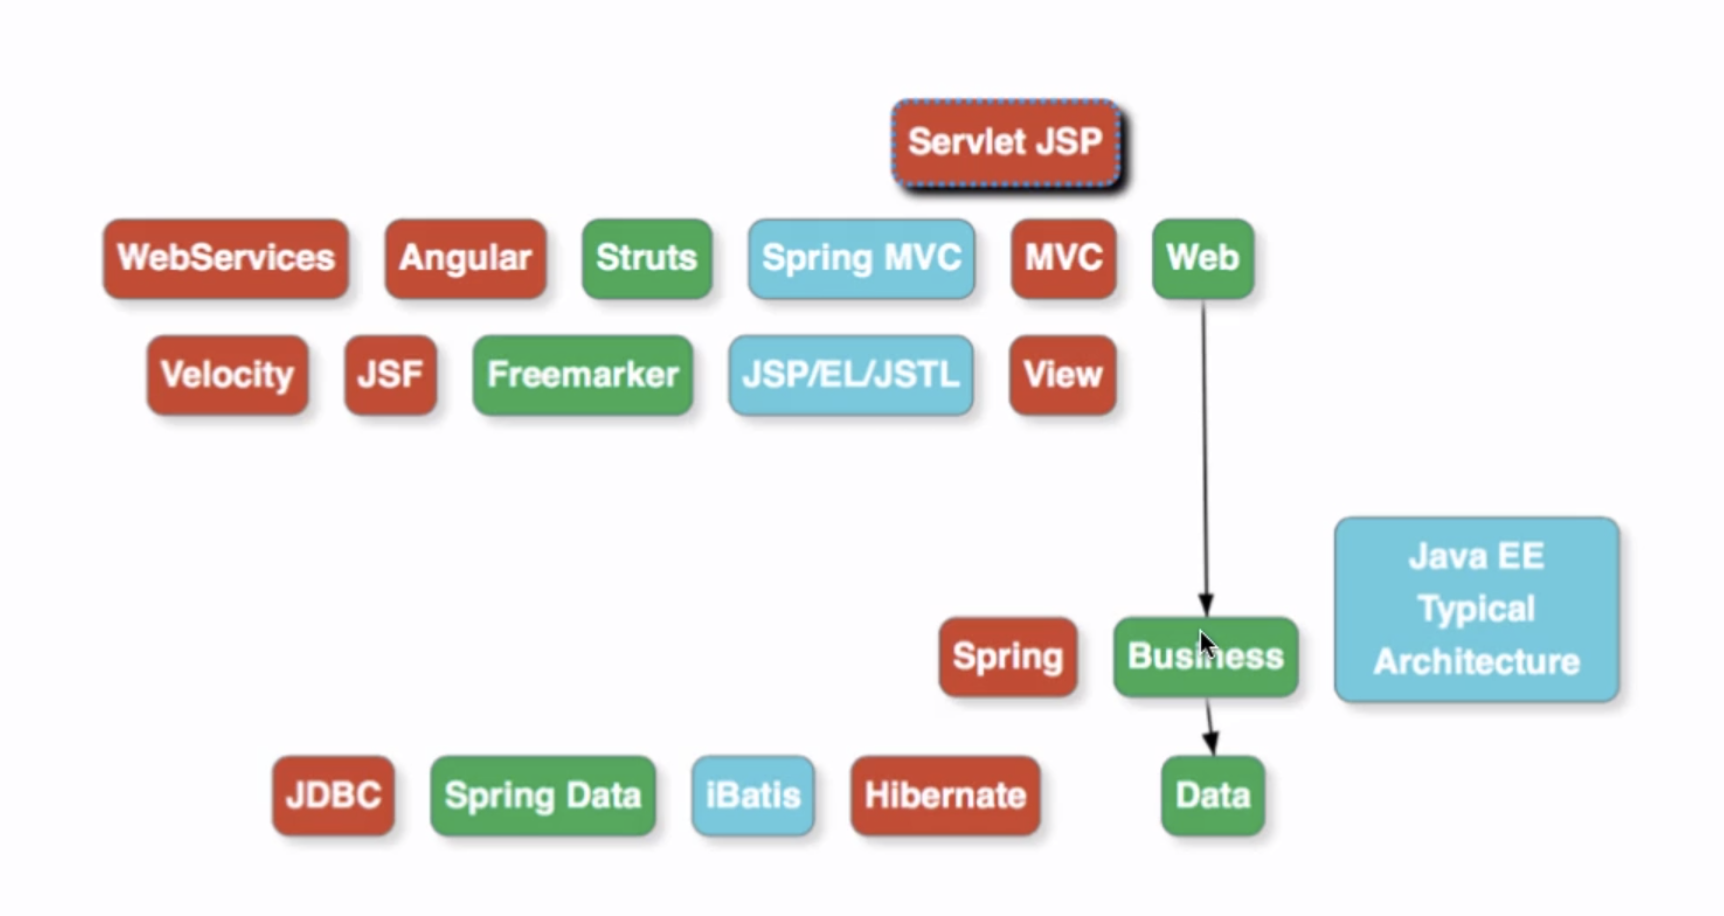 Servlet JSP
WebServices
Angular
Struts
Spring MVC
MVC
Web
Velocity
JSF
Freemarker
JSP/EL/JSTL
View
Java EE
Typical
Architecture
Spring
Business
JDBC
Spring Data
iBatis
Hibernate
Data